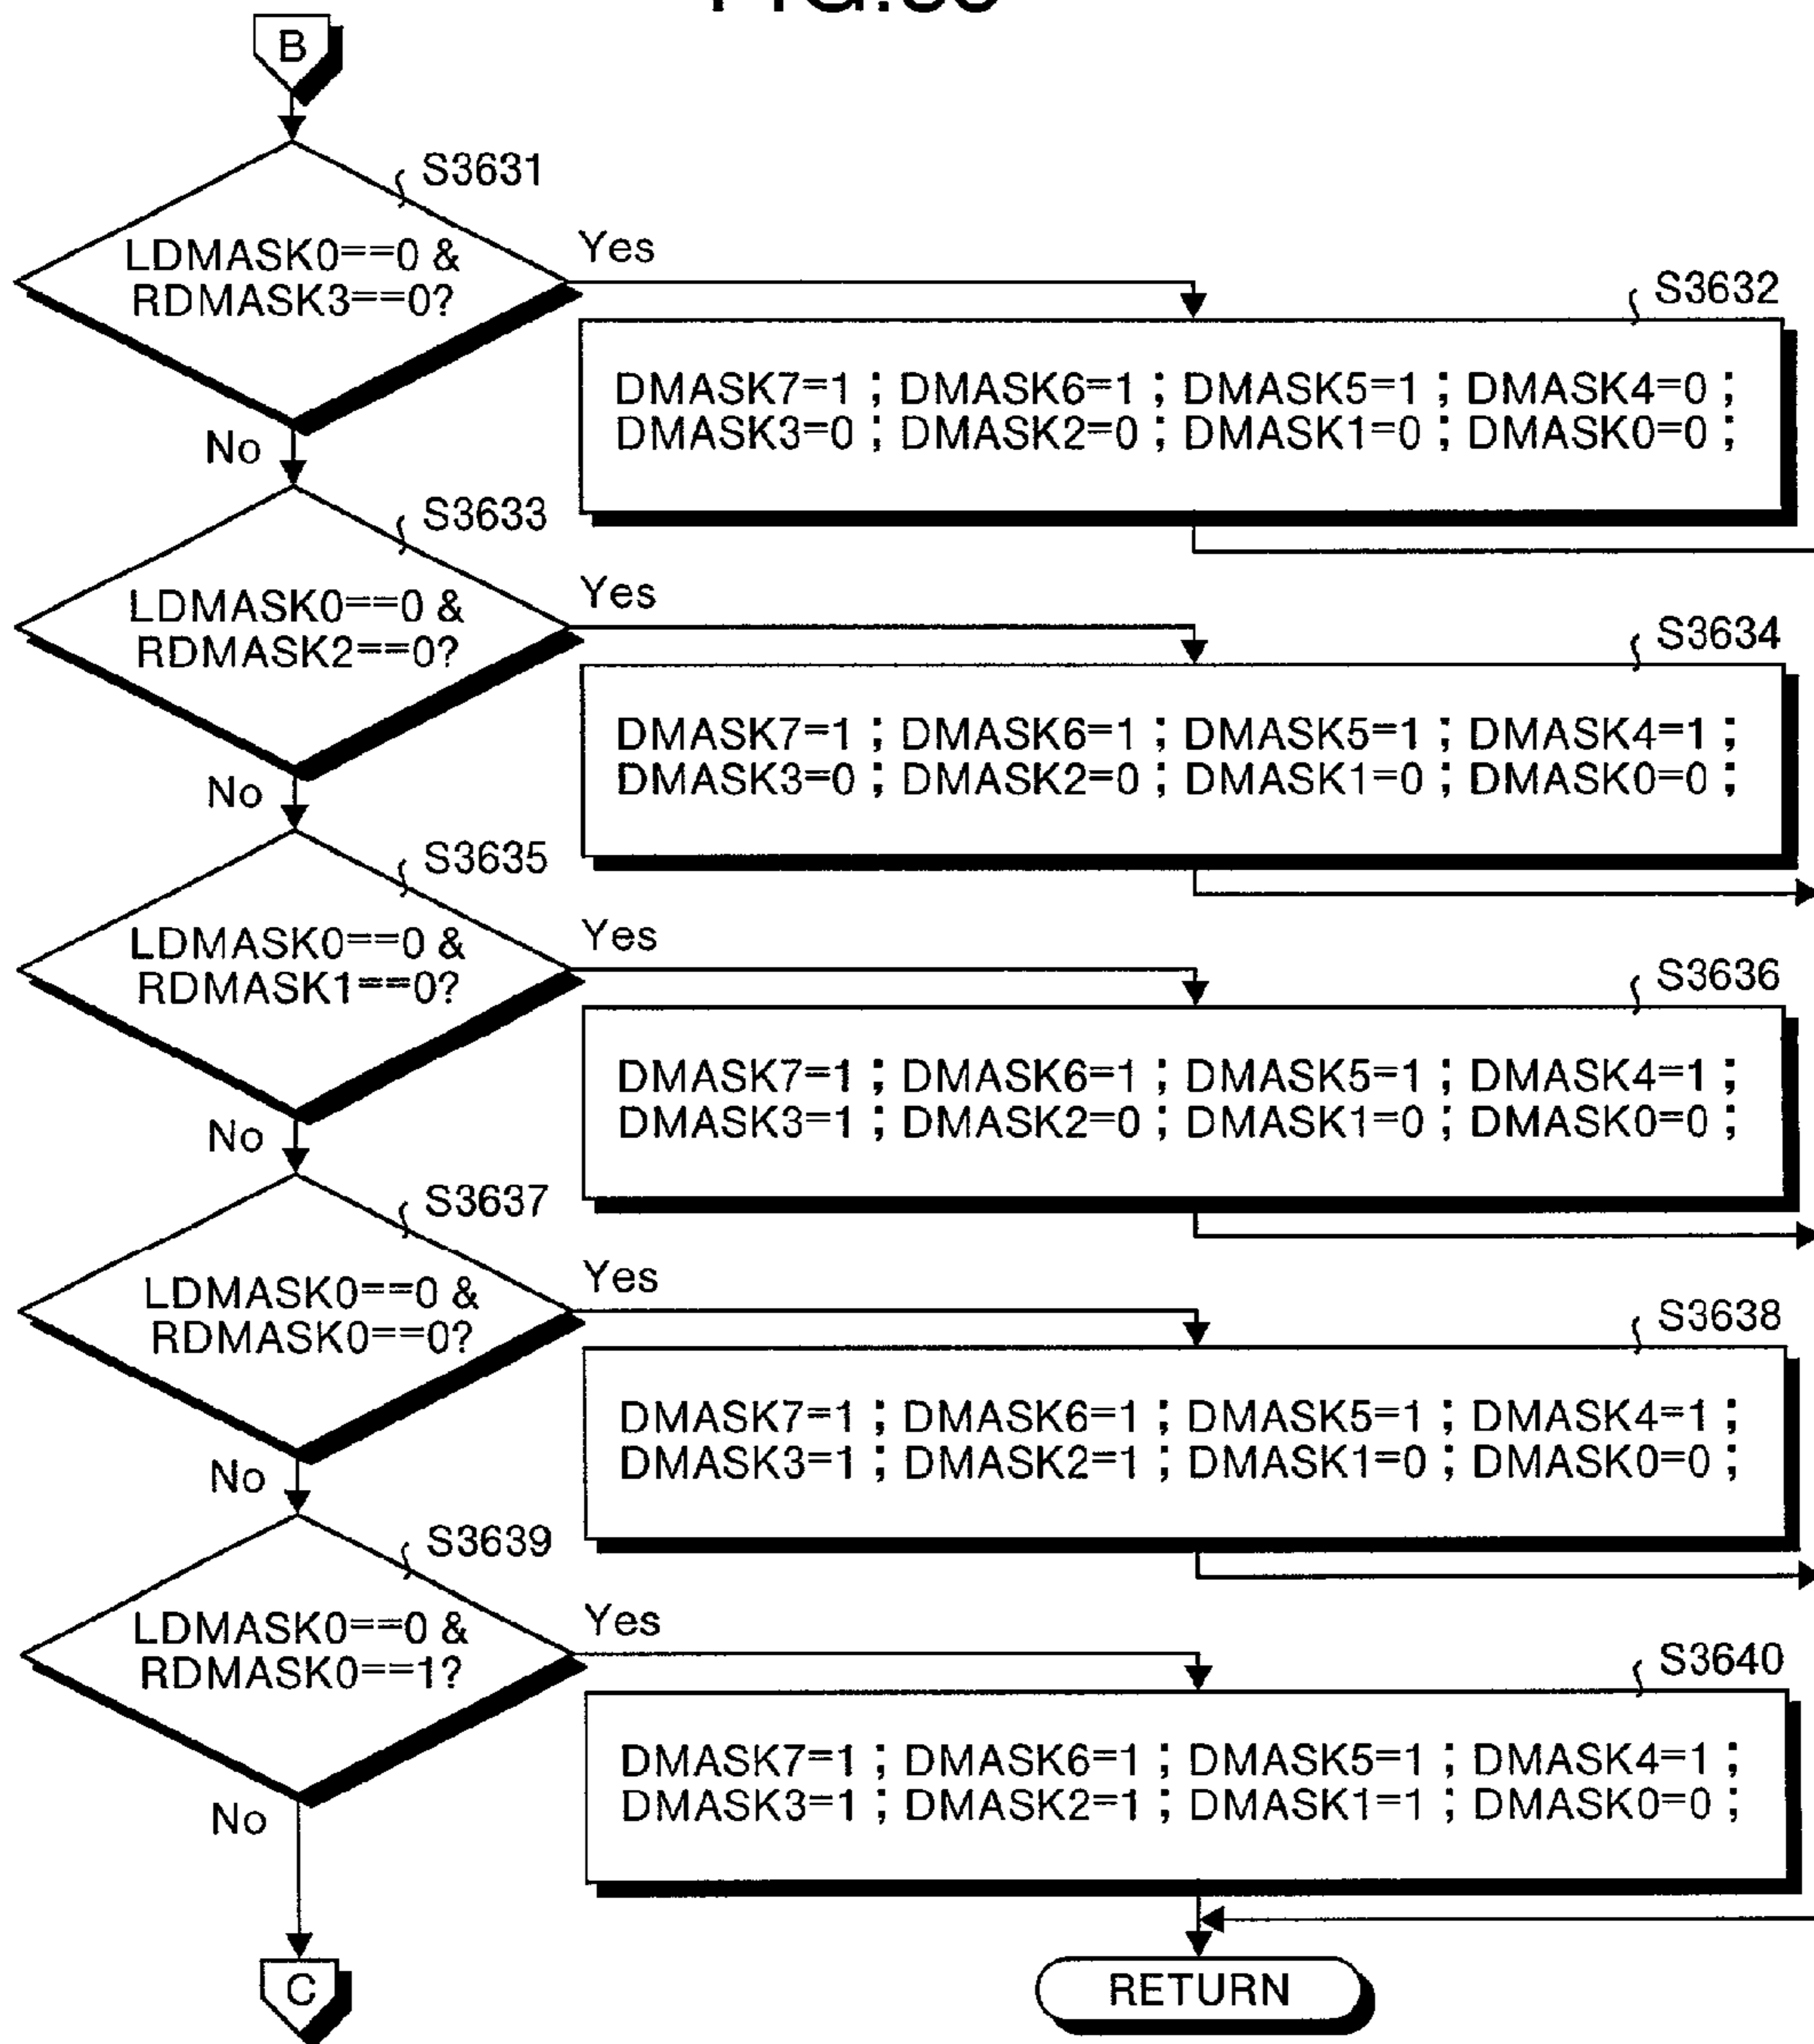 B
S3631
LDMASK0==0 &
RDMASK3==0?
Yes
No
S3632
DMASK7=1 ; DMASK6=1 ; DMASK5=1 ; DMASK4=0 ;
DMASK3=0 ; DMASK2=0 ; DMASK1=0 ; DMASK0=0 ;
S3633
LDMASK0==0 &
RDMASK2==0?
Yes
No
S3634
DMASK7=1 ; DMASK6=1 ; DMASK5=1 ; DMASK4=1 ;
DMASK3=0 ; DMASK2=0 ; DMASK1=0 ; DMASK0=0 ;
S3635
LDMASK0==0 &
RDMASK1==0?
Yes
No
S3636
DMASK7=1 ; DMASK6=1 ; DMASK5=1 ; DMASK4=1 ;
DMASK3=1 ; DMASK2=0 ; DMASK1=0 ; DMASK0=0 ;
S3637
LDMASK0==0 &
RDMASK0==0?
Yes
No
S3638
DMASK7=1 ; DMASK6=1 ; DMASK5=1 ; DMASK4=1 ;
DMASK3=1 ; DMASK2=1 ; DMASK1=0 ; DMASK0=0 ;
S3639
LDMASK0==0 &
RDMASK0==1?
Yes
No
S3640
DMASK7=1 ; DMASK6=1 ; DMASK5=1 ; DMASK4=1 ;
DMASK3=1 ; DMASK2=1 ; DMASK1=1 ; DMASK0=0 ;
C
RETURN